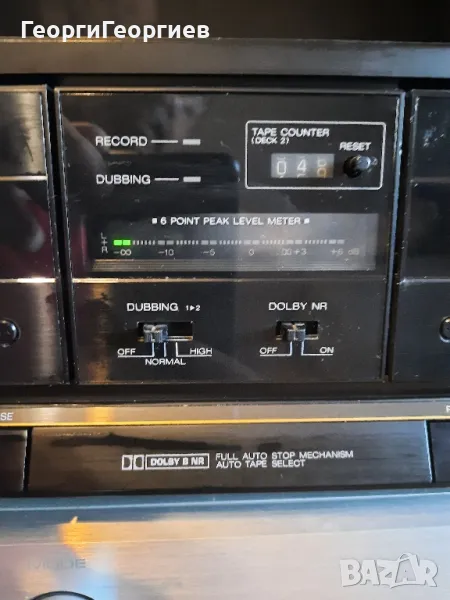 ГеоргиГеоргиев
RECORD
DUBBING
TAPE COUNTER
(DECK 2)
RESET
■ 6 POINT PEAK LEVEL METER ■
L
R
-∞ -10 -5 0 +3 +6 dB
DUBBING 1▶2
OFF HIGH
NORMAL
DOLBY NR
OFF ON
DOLBY B NR
FULL AUTO STOP MECHANISM
AUTO TAPE SELECT
BAZAR